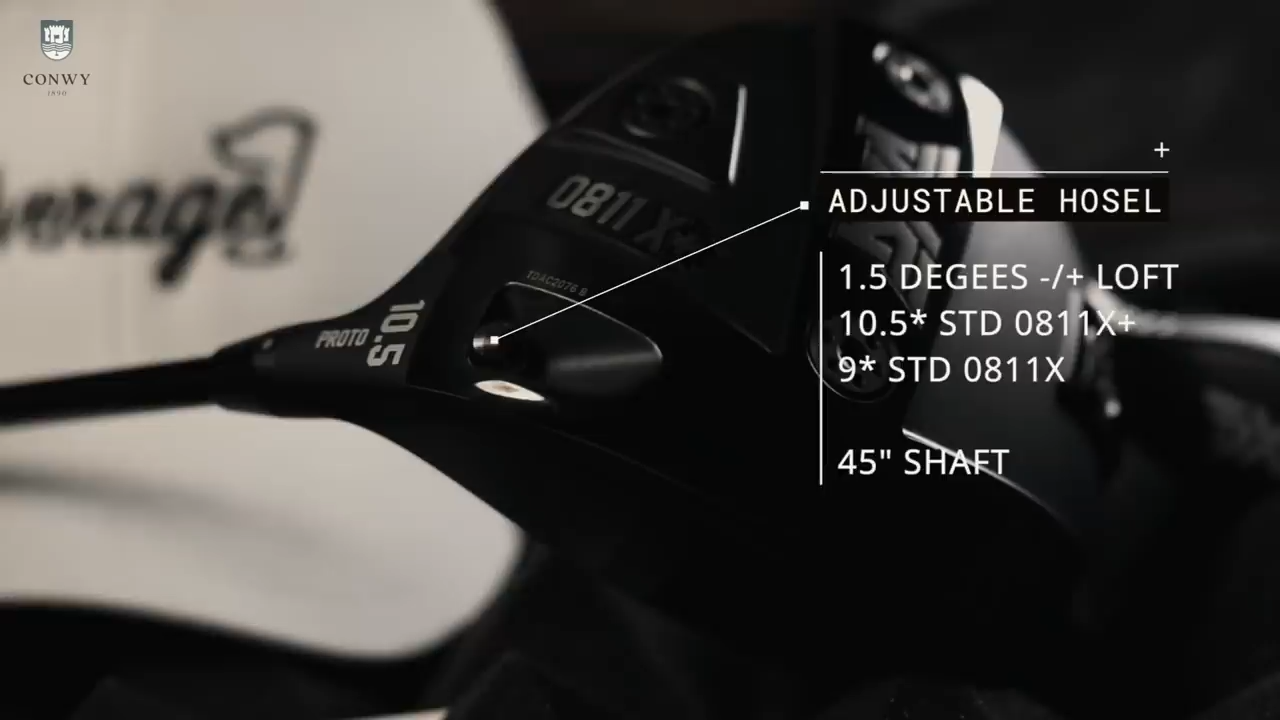 CONWY
1890
0811 X+
TDAC2076 B
PROTO
10.5
+
ADJUSTABLE HOSEL
1.5 DEGEES -/+ LOFT
10.5* STD 0811X+
9* STD 0811X
45" SHAFT